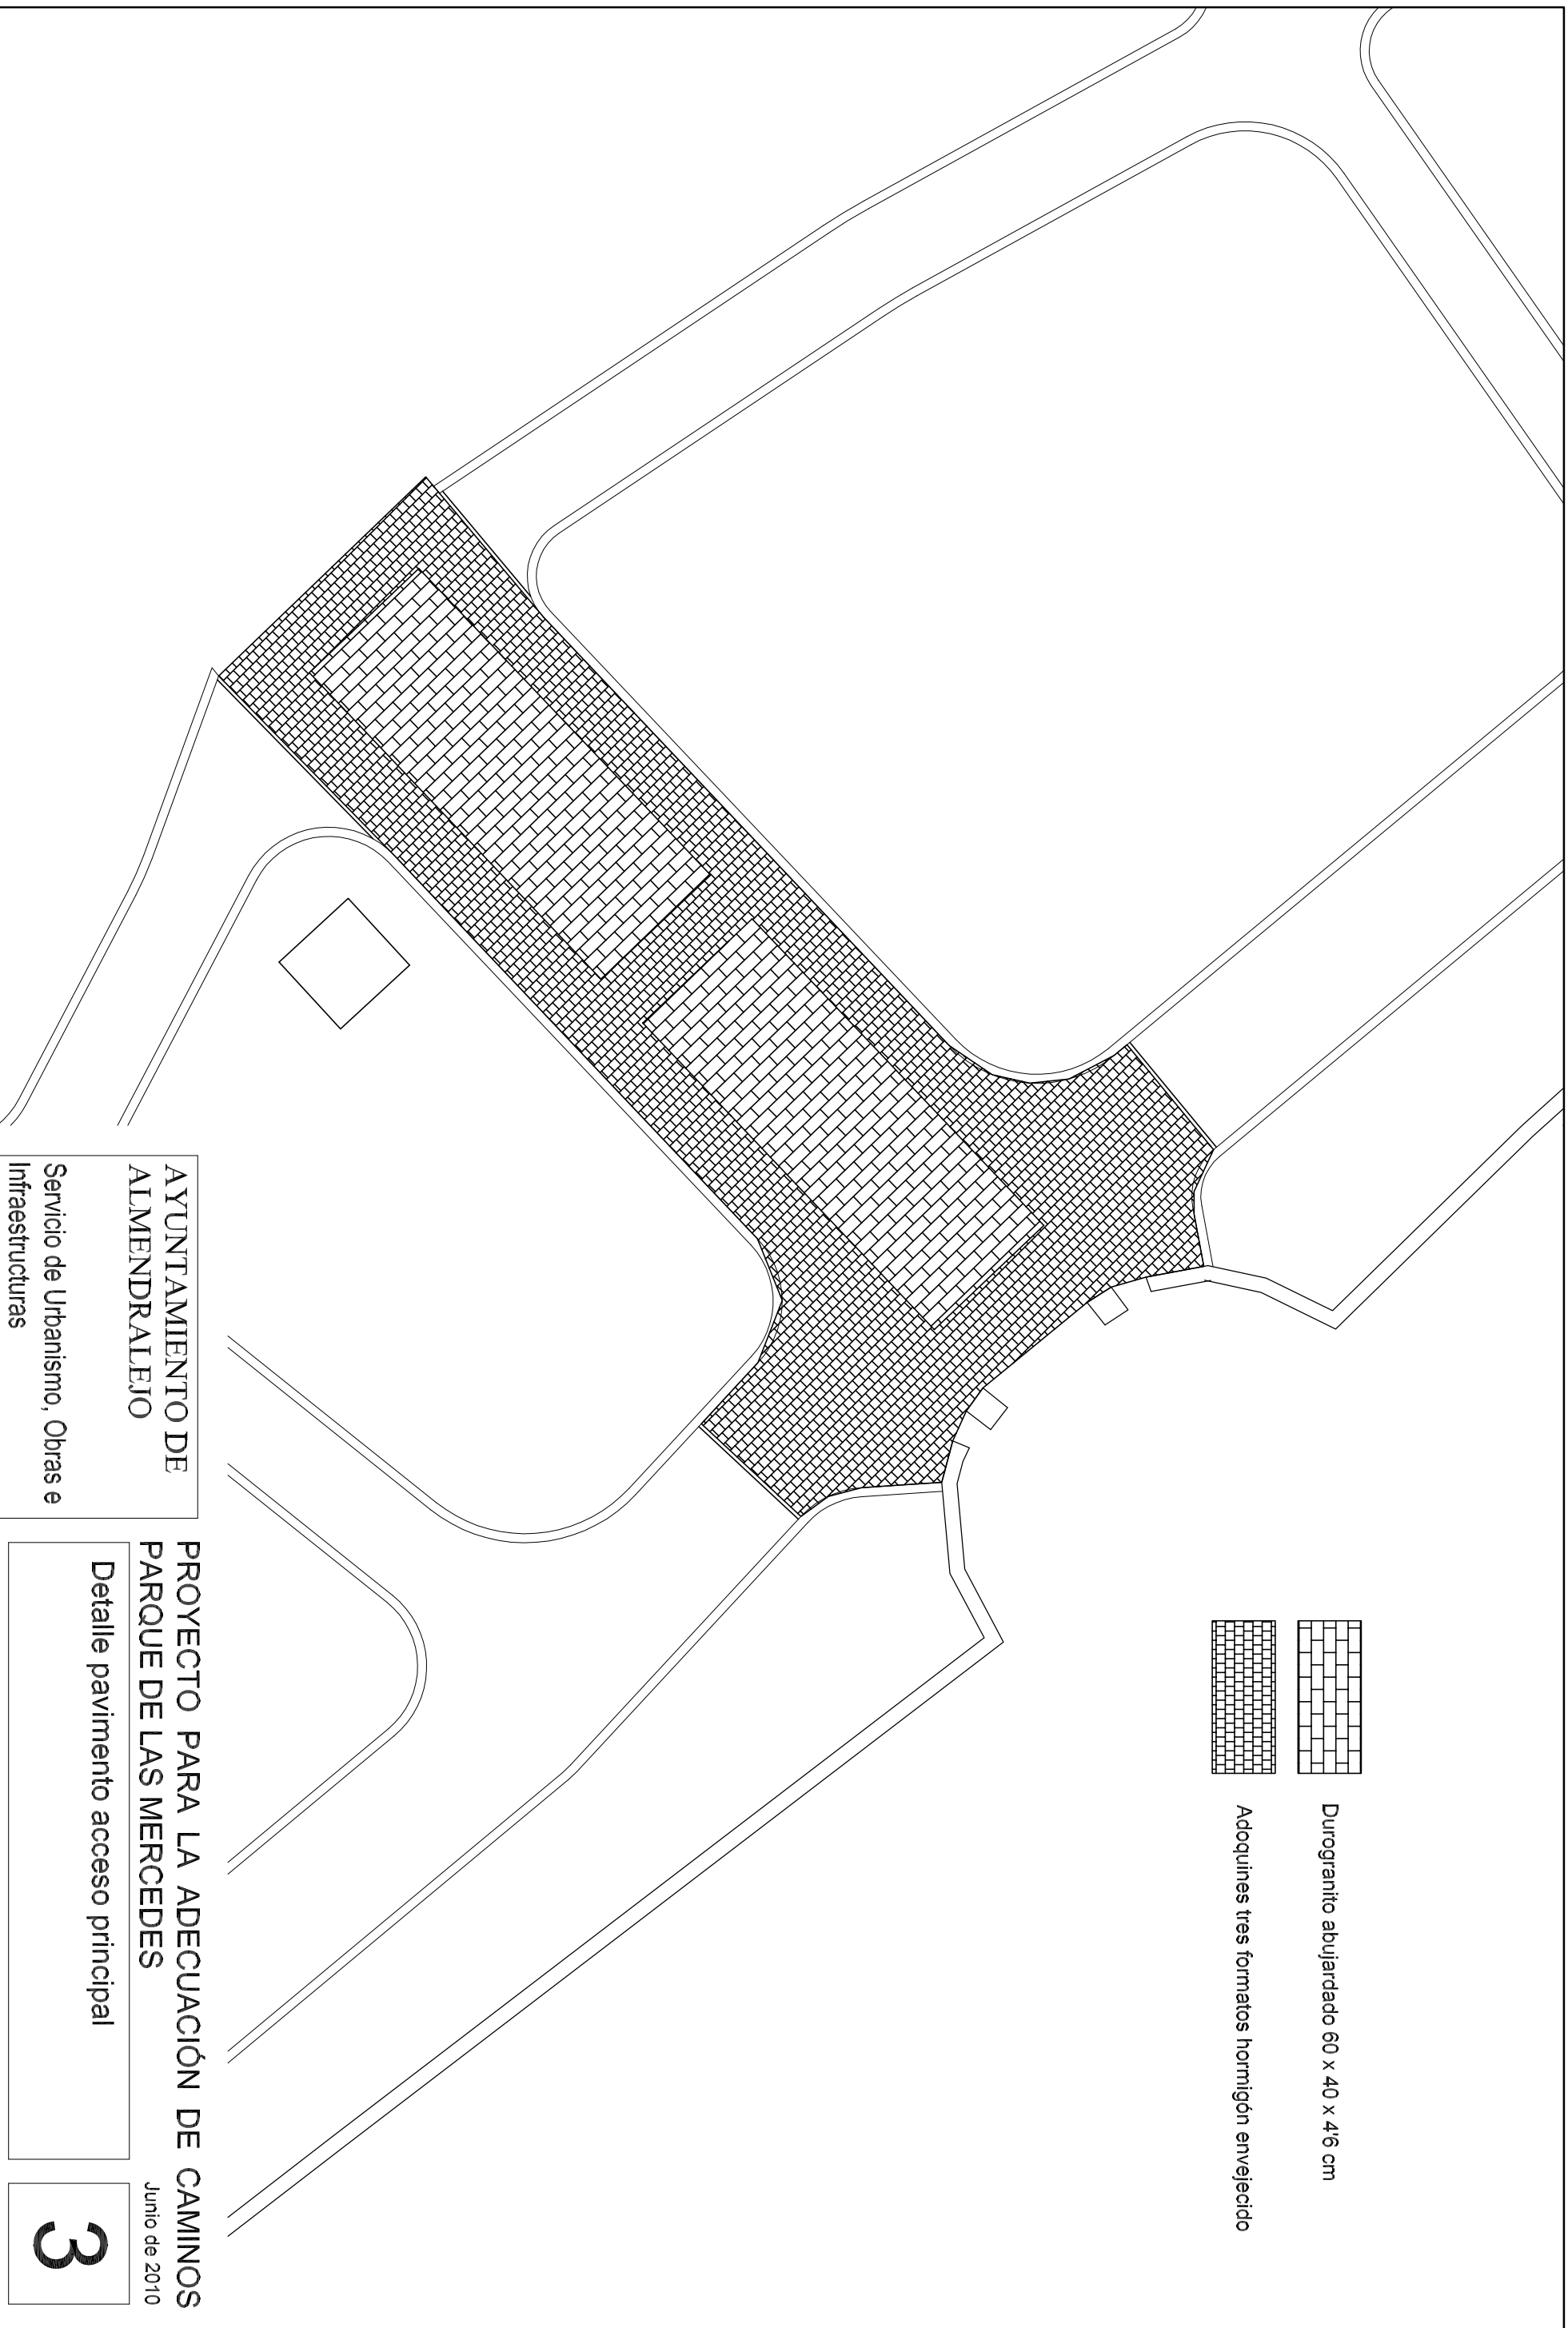 Durogranito abujardado 60 x 40 x 4'6 cm
Adoquines tres formatos hormigón envejecido
AYUNTAMIENTO DE
ALMENDRALEJO
Servicio de Urbanismo, Obras e
Infraestructuras
PROYECTO PARA LA ADECUACIÓN DE CAMINOS
PARQUE DE LAS MERCEDES
Junio de 2010
Detalle pavimento acceso principal
3